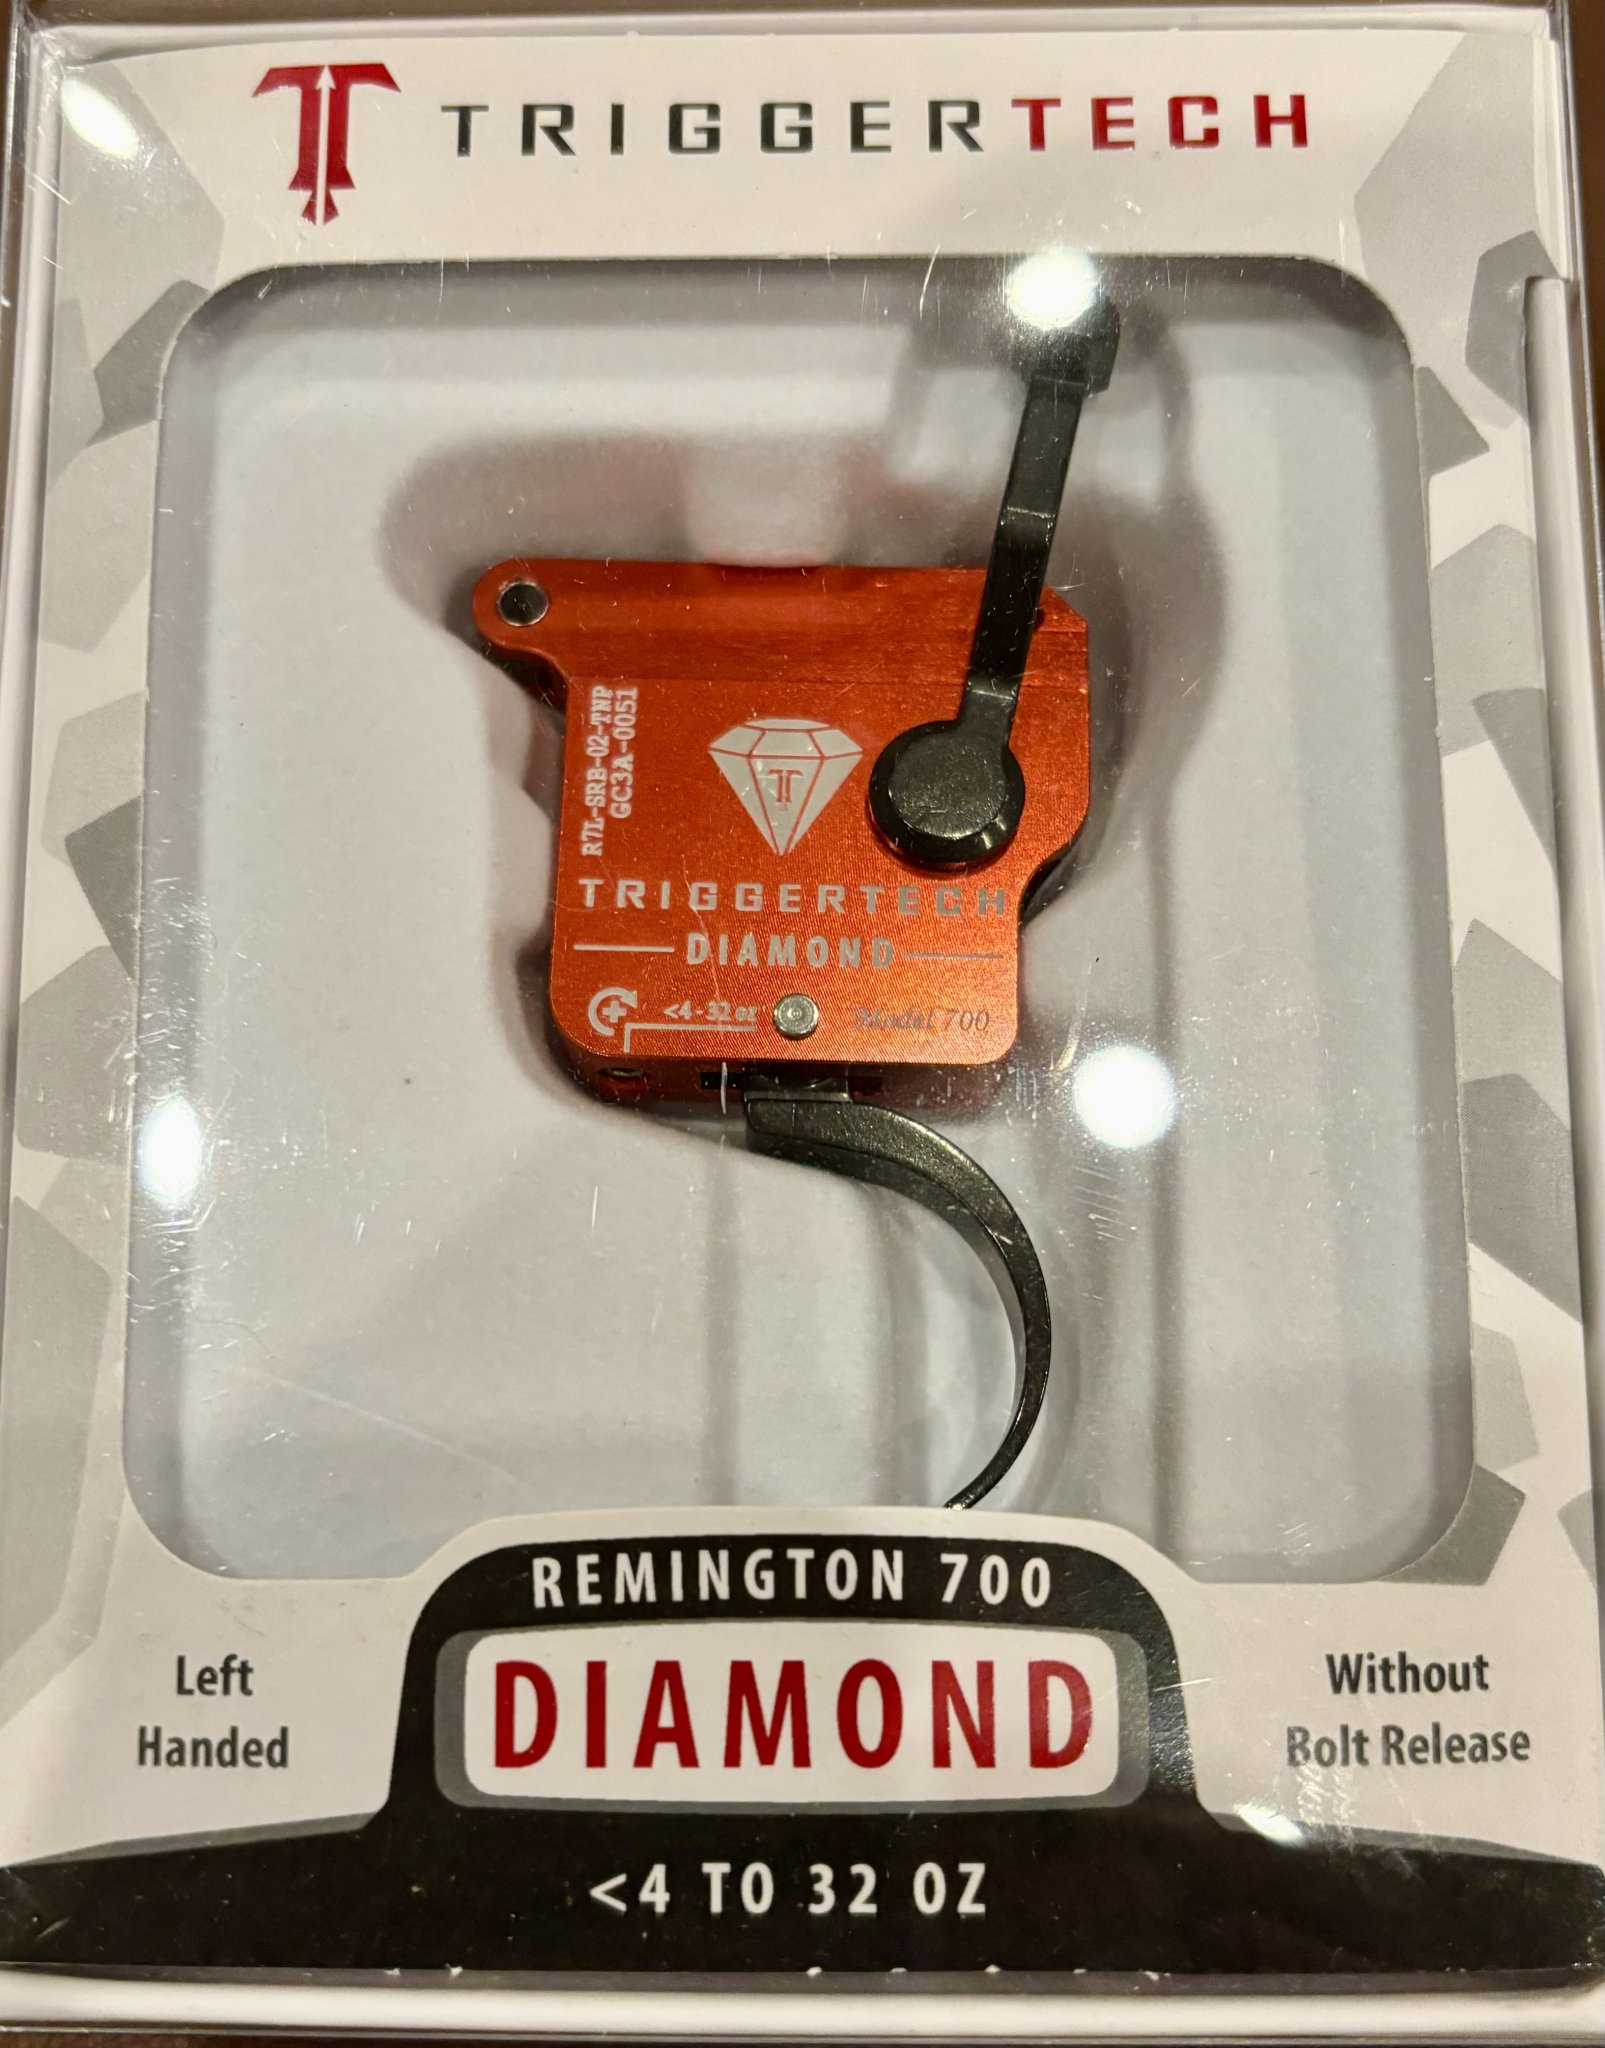 TRIGGERTECH
R7L-SRB-02-TNP
GC3A-0051
TRIGGERTECH
DIAMOND
<4 - 32 oz
Model 700
REMINGTON 700
DIAMOND
Left
Handed
Without
Bolt Release
<4 TO 32 OZ